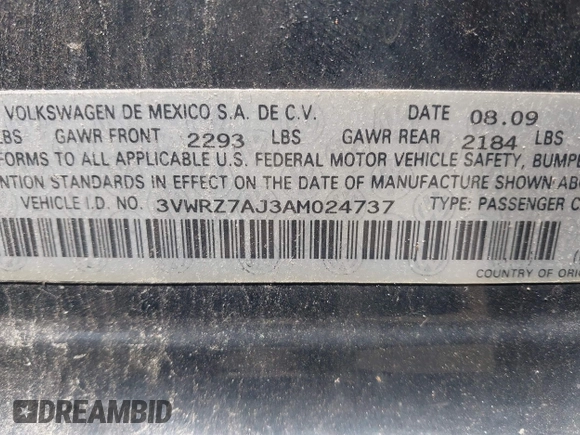 VOLKSWAGEN DE MEXICO S.A. DE C.V. DATE 08.09
LBS GAWR FRONT 2293 LBS GAWR REAR 2184 LBS
FORMS TO ALL APPLICABLE U.S. FEDERAL MOTOR VEHICLE SAFETY, BUMPE
NTION STANDARDS IN EFFECT ON THE DATE OF MANUFACTURE SHOWN ABO
VEHICLE I.D. NO. 3VWRZ7AJ3AM024737 TYPE: PASSENGER C
COUNTRY OF ORI
DREAMBID